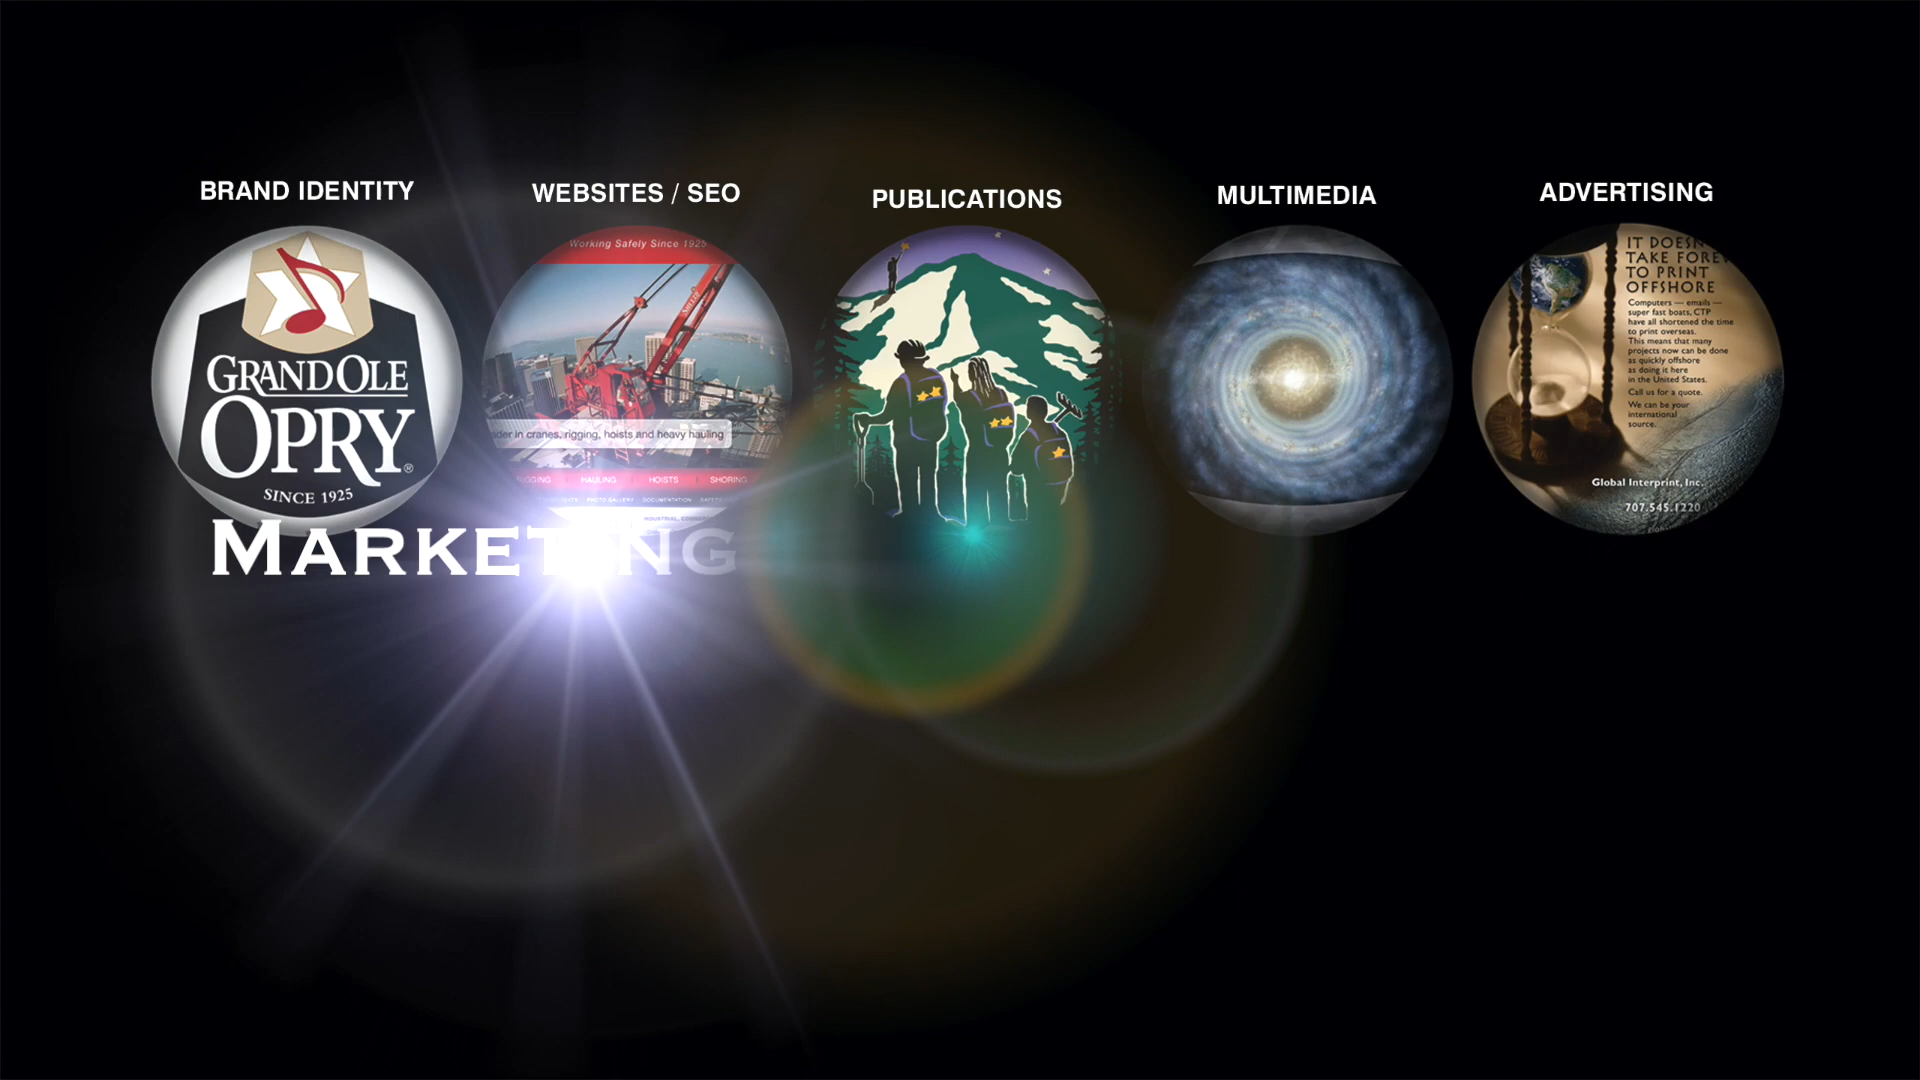 BRAND IDENTITY
WEBSITES / SEO
PUBLICATIONS
MULTIMEDIA
ADVERTISING
GRAND OLE
OPRY®
SINCE 1925
Working Safely Since 1925
in cranes, rigging, hoists and heavy hauling
HAULING HOISTS SHORING
PHOTO GALLERY DOCUMENTATION
IT
TAKE
TO PRINT
OFFSHORE
Computers — emails —
super fast boats, CTP
have all shortened the time
to print overseas.
This means that many
projects now can be done
as quickly offshore
as doing it here
in the United States.
Call us for a quote.
We can be your
international
source.
Global Interprint, Inc.
707.545.1220
MARKETING